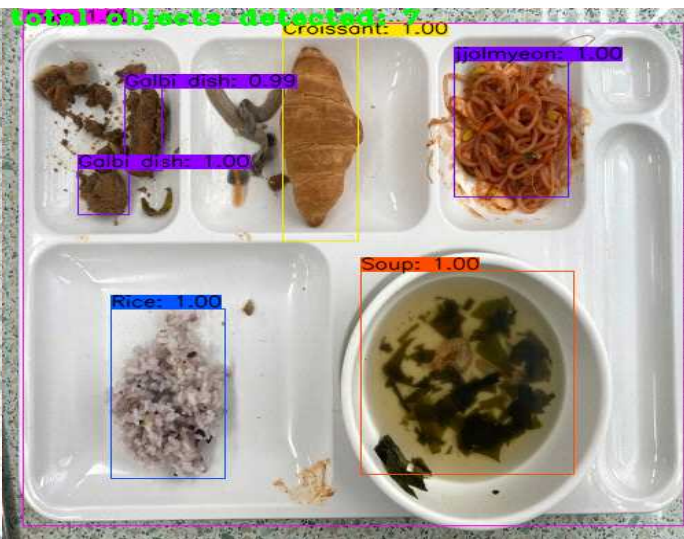 total objects detected: 7
Croissant: 1.00
jjolmyeon: 1.00
Galbi dish: 0.99
Galbi dish: 1.00
Soup: 1.00
Rice: 1.00